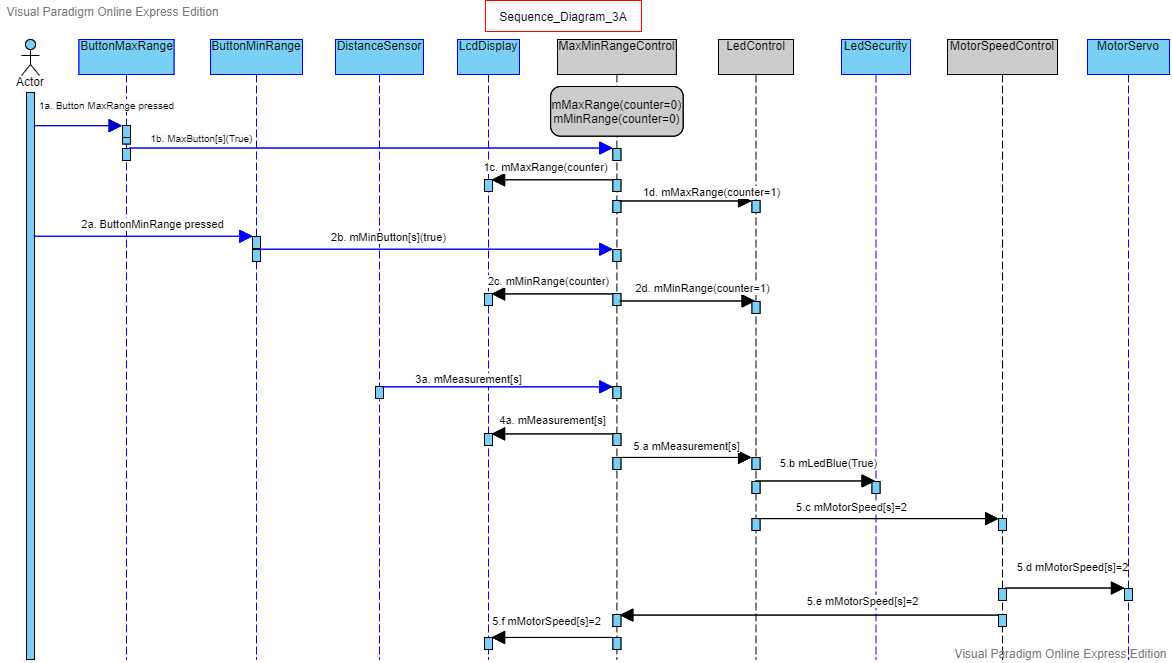 Visual Paradigm Online Express Edition
Sequence_Diagram_3A
ButtonMaxRange
ButtonMinRange
DistanceSensor
LcdDisplay
MaxMinRangeControl
LedControl
LedSecurity
MotorSpeedControl
MotorServo
Actor
mMaxRange(counter=0)
mMinRange(counter=0)
1a. Button MaxRange pressed
1b. MaxButton[s](True)
1c. mMaxRange(counter)
1d. mMaxRange(counter=1)
2a. ButtonMinRange pressed
2b. mMinButton[s](true)
2c. mMinRange(counter)
2d. mMinRange(counter=1)
3a. mMeasurement[s]
4a. mMeasurement[s]
5.a mMeasurement[s]
5.b mLedBlue(True)
5.c mMotorSpeed[s]=2
5.d mMotorSpeed[s]=2
5.e mMotorSpeed[s]=2
5.f mMotorSpeed[s]=2
Visual Paradigm Online Express Edition